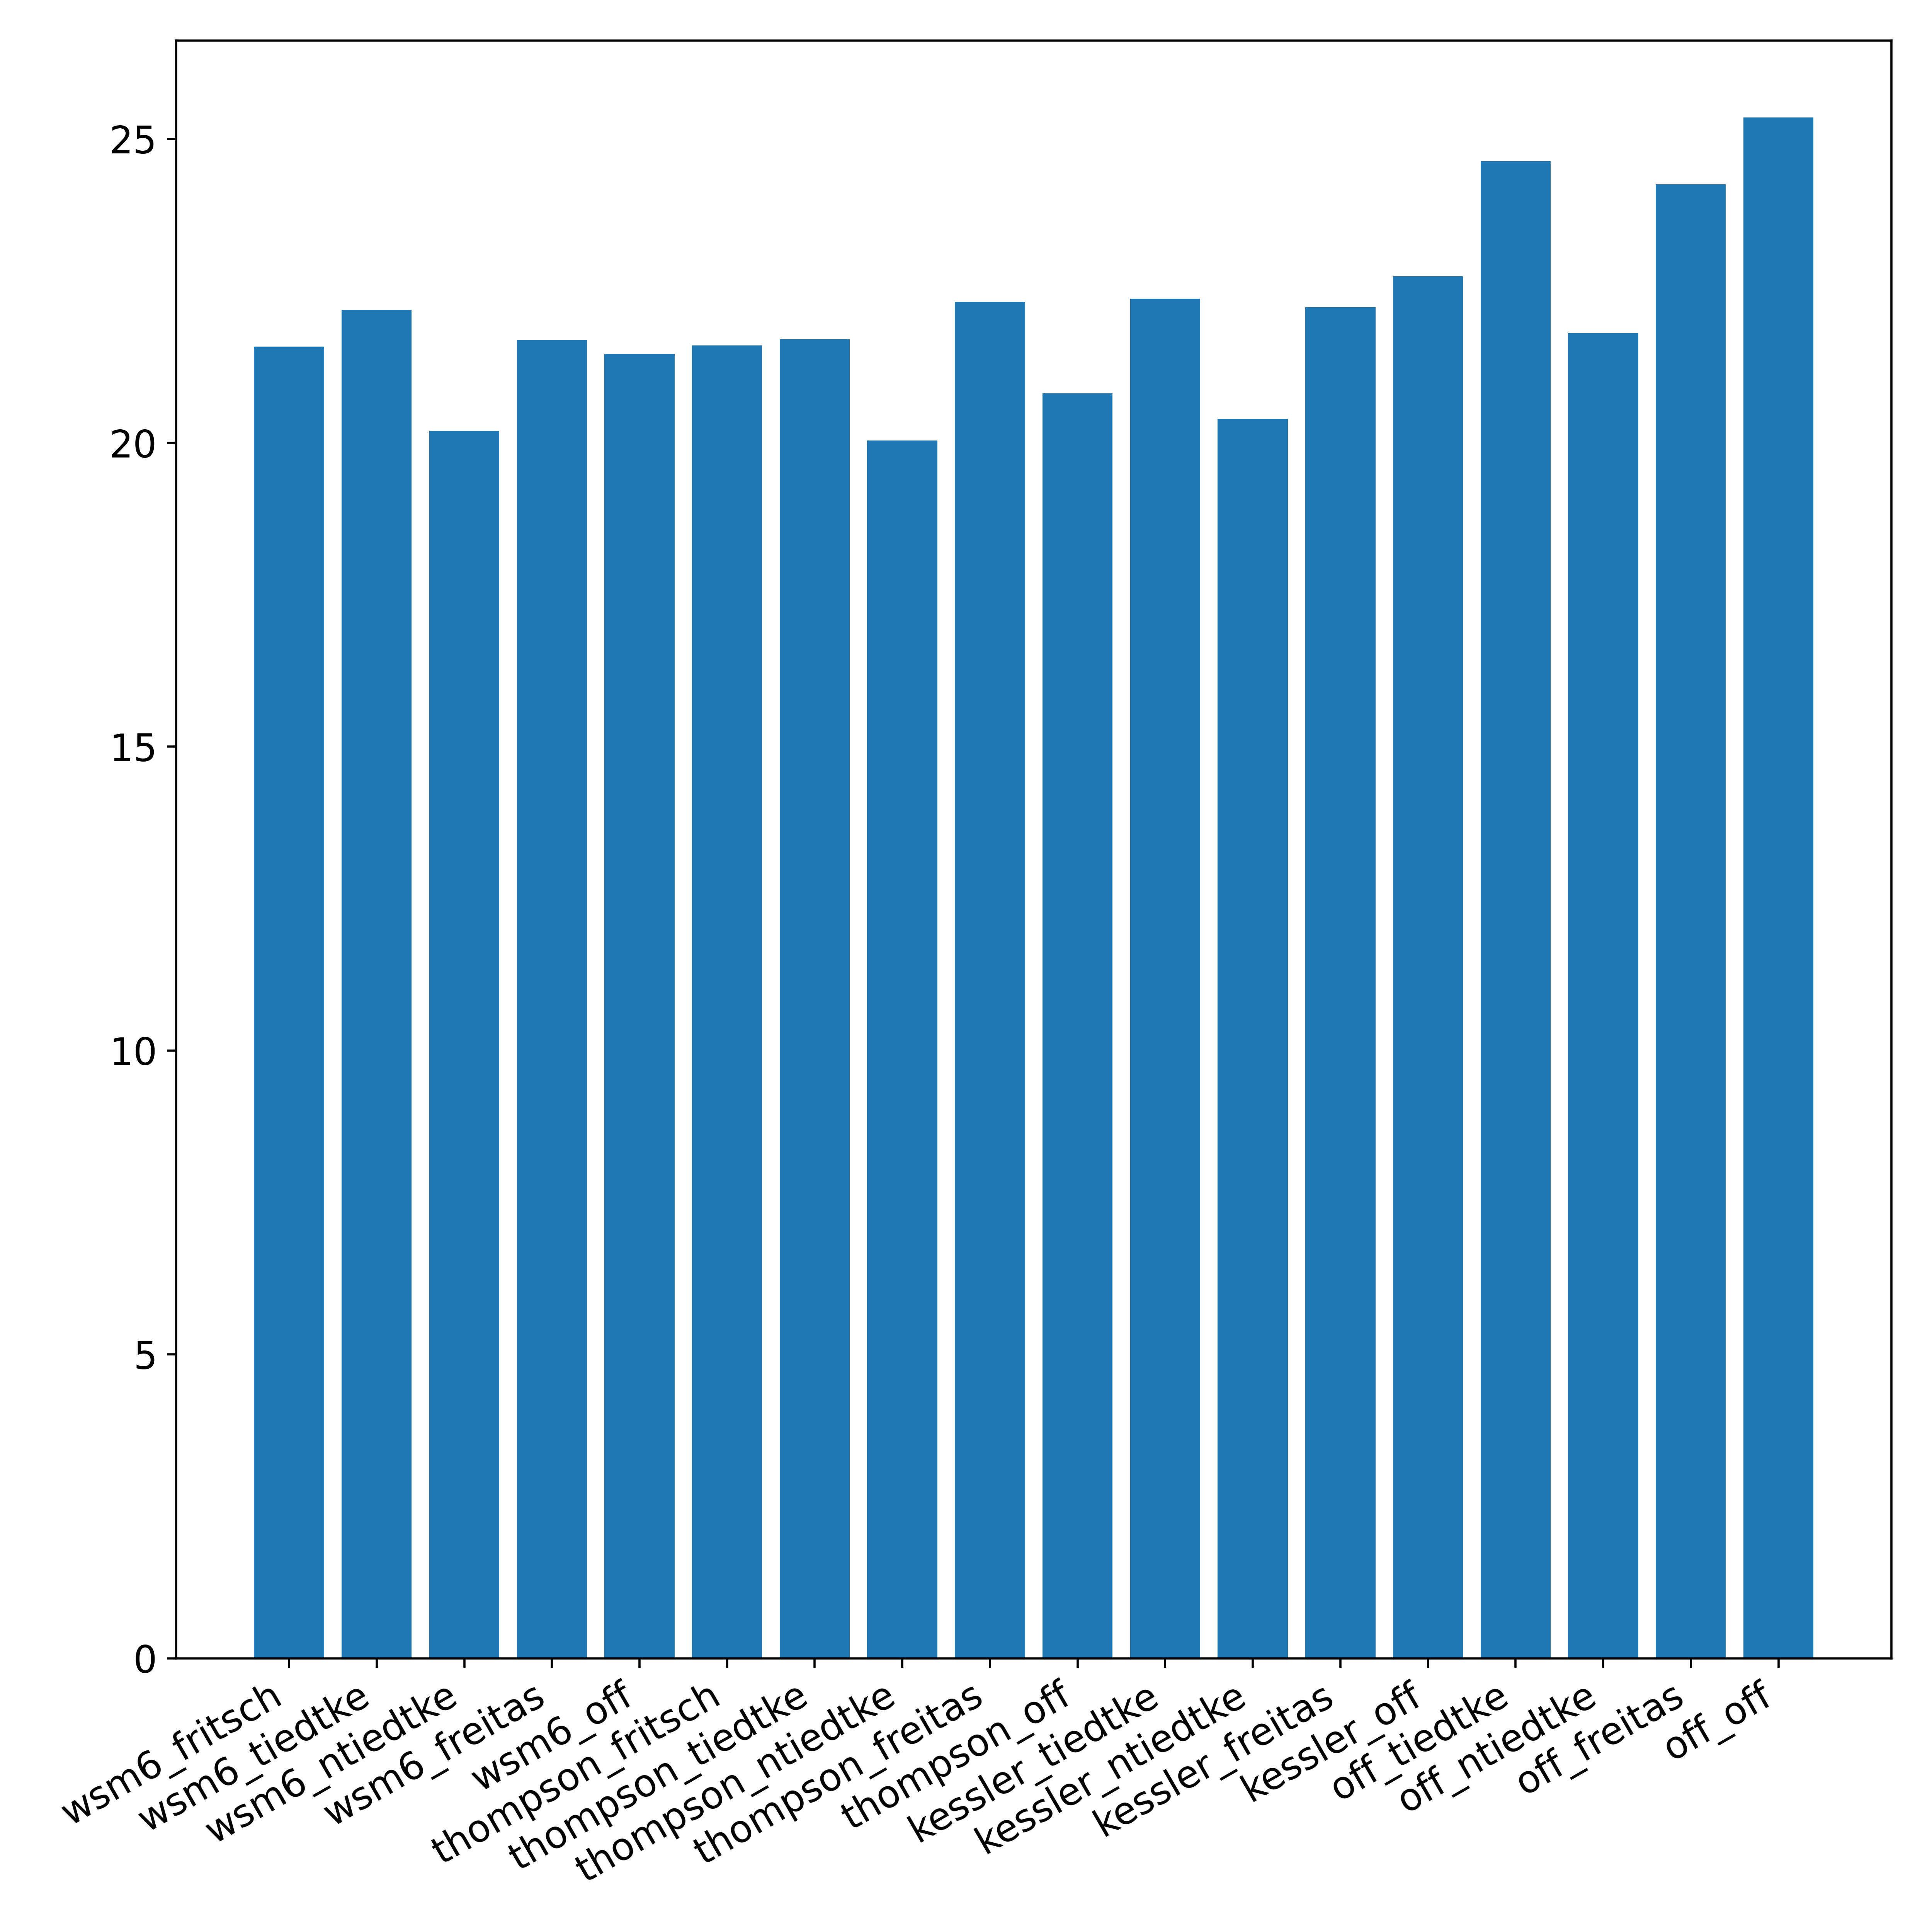 25
20
15
10
5
0
wsm6_fritsch
wsm6_tiedtke
wsm6_ntiedtke
wsm6_freitas
wsm6_off
thompson_fritsch
thompson_tiedtke
thompson_ntiedtke
thompson_freitas
thompson_off
kessler_tiedtke
kessler_ntiedtke
kessler_freitas
kessler_off
off_tiedtke
off_ntiedtke
off_freitas
off_off